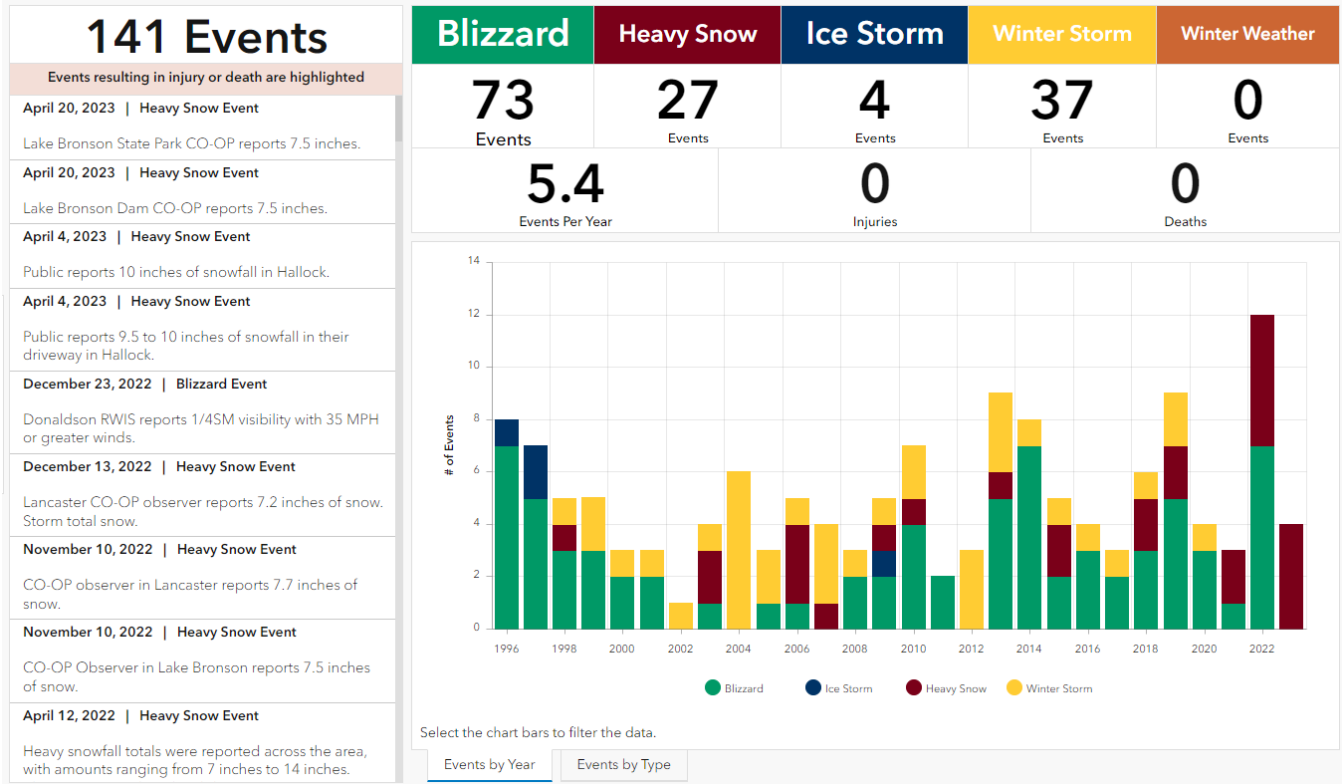 141 Events
Events resulting in injury or death are highlighted
April 20, 2023 | Heavy Snow Event
Lake Bronson State Park CO-OP reports 7.5 inches.
April 20, 2023 | Heavy Snow Event
Lake Bronson Dam CO-OP reports 7.5 inches.
April 4, 2023 | Heavy Snow Event
Public reports 10 inches of snowfall in Hallock.
April 4, 2023 | Heavy Snow Event
Public reports 9.5 to 10 inches of snowfall in their
driveway in Hallock.
December 23, 2022 | Blizzard Event
Donaldson RWIS reports 1/4SM visibility with 35 MPH
or greater winds.
December 13, 2022 | Heavy Snow Event
Lancaster CO-OP observer reports 7.2 inches of snow.
Storm total snow.
November 10, 2022 | Heavy Snow Event
CO-OP observer in Lancaster reports 7.7 inches of
snow.
November 10, 2022 | Heavy Snow Event
CO-OP Observer in Lake Bronson reports 7.5 inches
of snow.
April 12, 2022 | Heavy Snow Event
Heavy snowfall totals were reported across the area,
with amounts ranging from 7 inches to 14 inches.
Blizzard
73
Events
Heavy Snow
27
Events
Ice Storm
4
Events
Winter Storm
37
Events
Winter Weather
0
Events
5.4
Events Per Year
0
Injuries
0
Deaths
# of Events
14
12
10
8
6
4
2
0
1996 1998 2000 2002 2004 2006 2008 2010 2012 2014 2016 2018 2020 2022
Blizzard Ice Storm Heavy Snow Winter Storm
Select the chart bars to filter the data.
Events by Year Events by Type